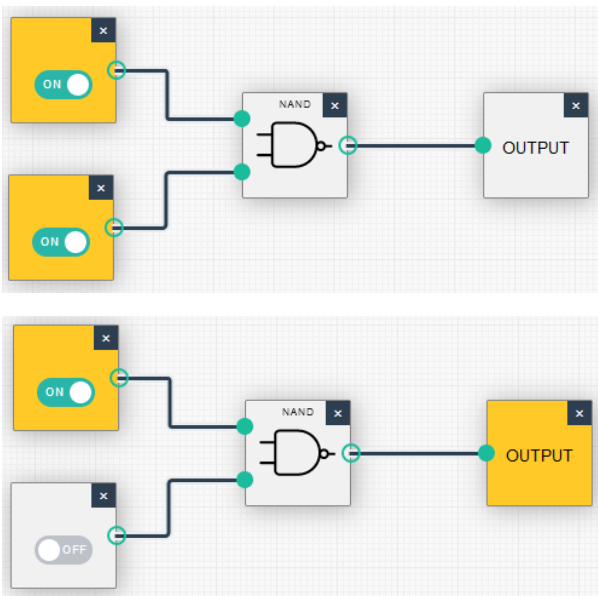 ×
ON
NAND ×
×
OUTPUT
×
ON
×
ON
NAND ×
×
OUTPUT
×
OFF